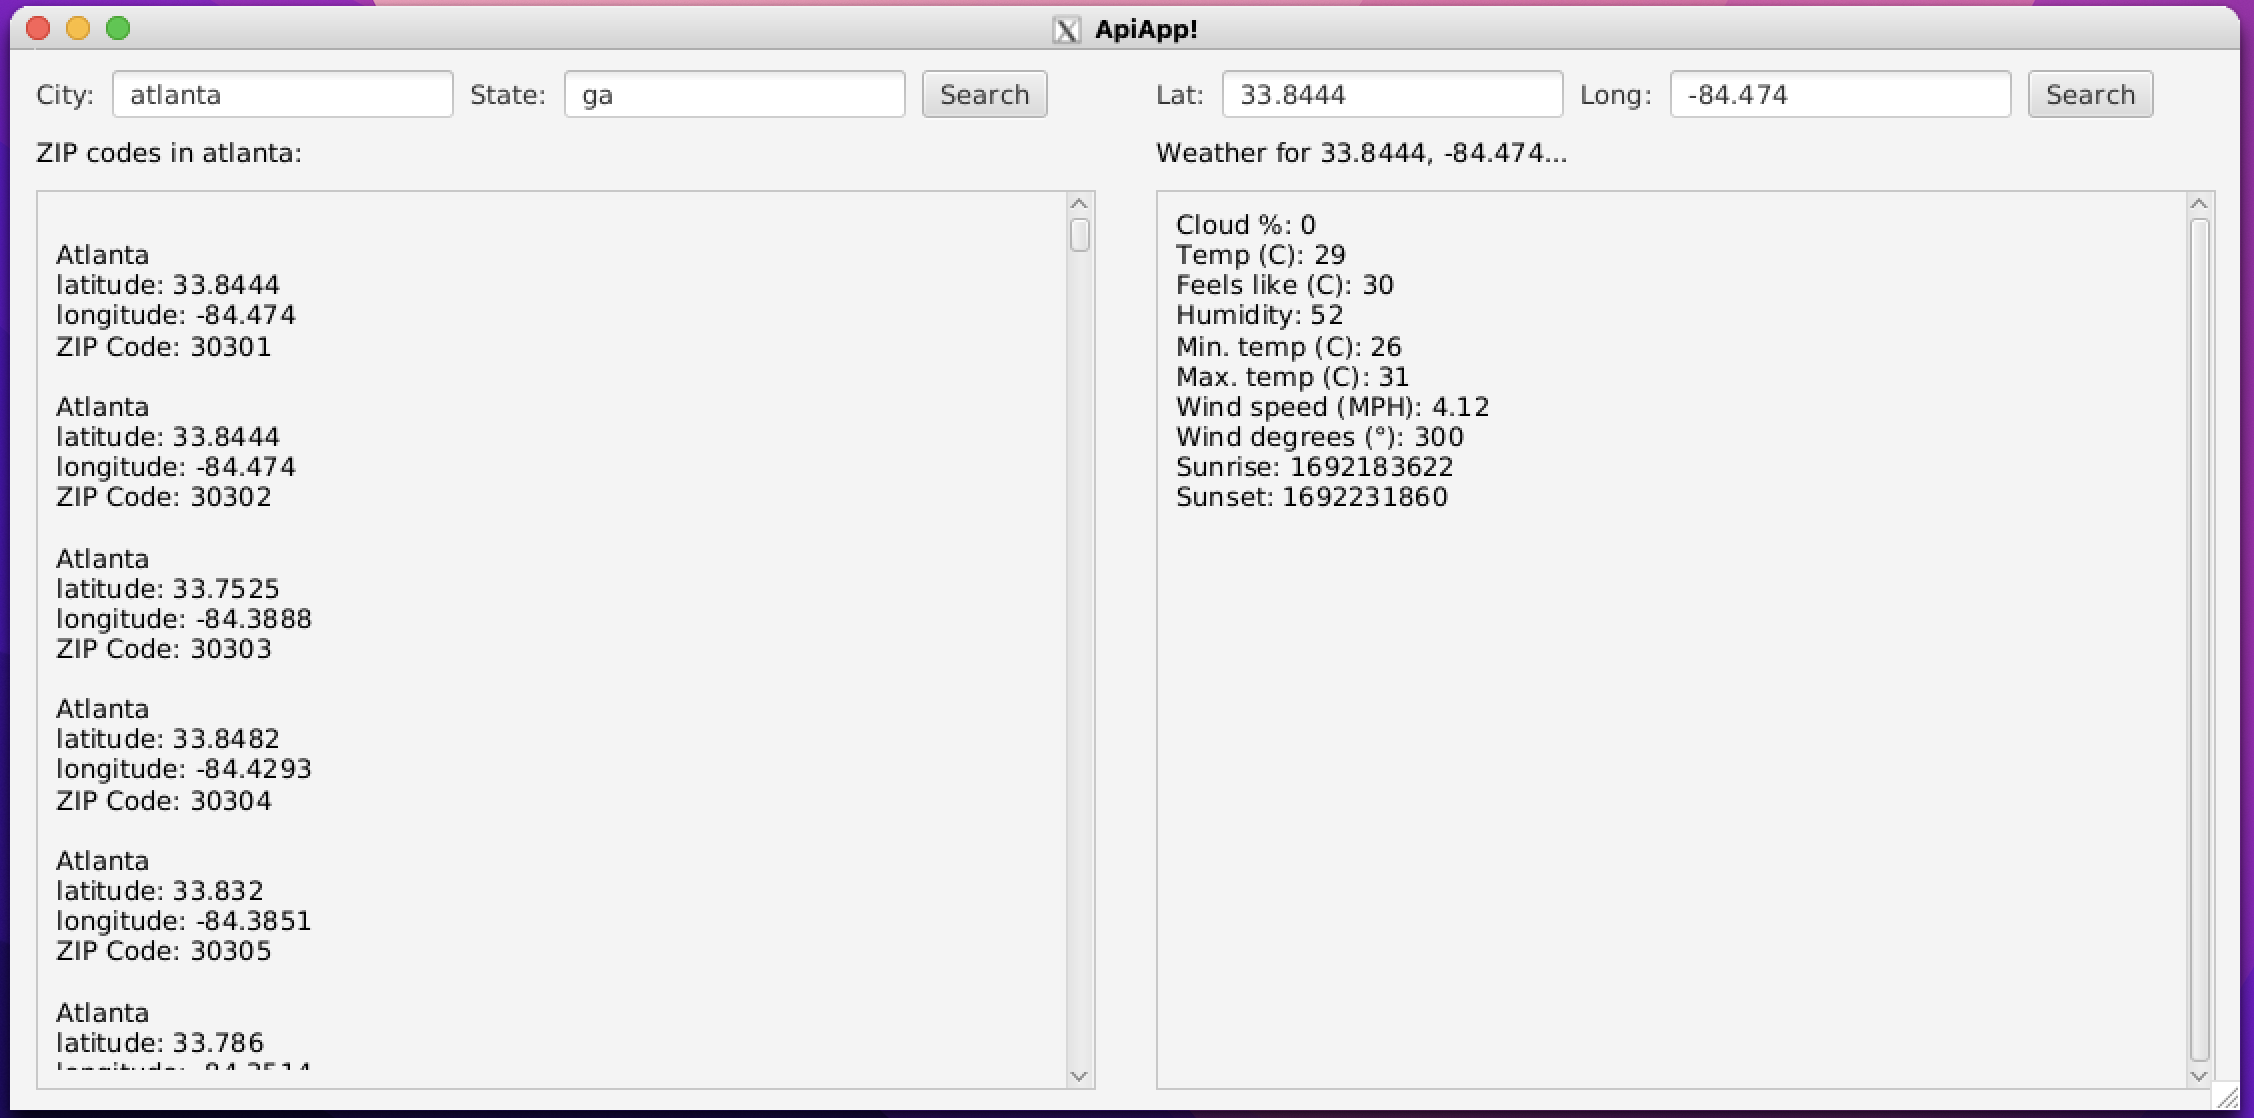 ApiApp!
City: atlanta State: ga Search
ZIP codes in atlanta:
Atlanta
latitude: 33.8444
longitude: -84.474
ZIP Code: 30301
Atlanta
latitude: 33.8444
longitude: -84.474
ZIP Code: 30302
Atlanta
latitude: 33.7525
longitude: -84.3888
ZIP Code: 30303
Atlanta
latitude: 33.8482
longitude: -84.4293
ZIP Code: 30304
Atlanta
latitude: 33.832
longitude: -84.3851
ZIP Code: 30305
Atlanta
latitude: 33.786
Lat: 33.8444 Long: -84.474 Search
Weather for 33.8444, -84.474...
Cloud %: 0
Temp (C): 29
Feels like (C): 30
Humidity: 52
Min. temp (C): 26
Max. temp (C): 31
Wind speed (MPH): 4.12
Wind degrees (°): 300
Sunrise: 1692183622
Sunset: 1692231860